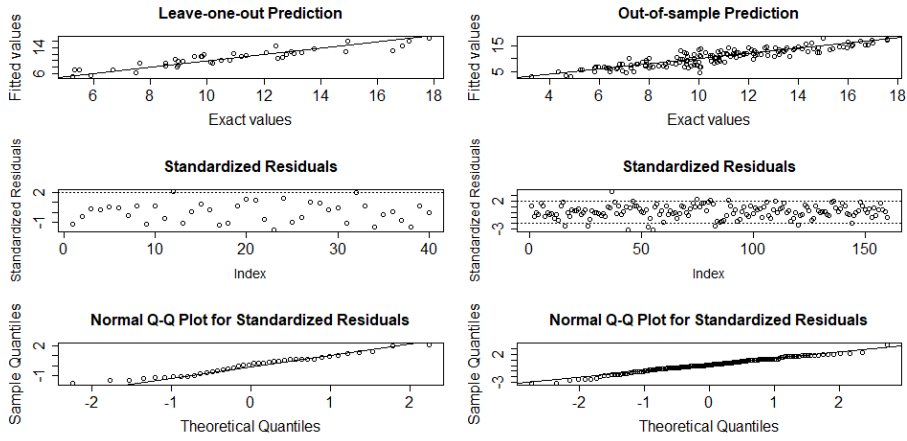 Leave-one-out Prediction
Fitted values
6 14
6 8 10 12 14 16 18
Exact values
Out-of-sample Prediction
Fitted values
5 15
4 6 8 10 12 14 16 18
Exact values
Standardized Residuals
Standardized Residuals
-1 2
0 10 20 30 40
Index
Standardized Residuals
Standardized Residuals
-3 2
0 50 100 150
Index
Normal Q-Q Plot for Standardized Residuals
Sample Quantiles
-1 2
-2 -1 0 1 2
Theoretical Quantiles
Normal Q-Q Plot for Standardized Residuals
Sample Quantiles
-3 2
-2 -1 0 1 2
Theoretical Quantiles